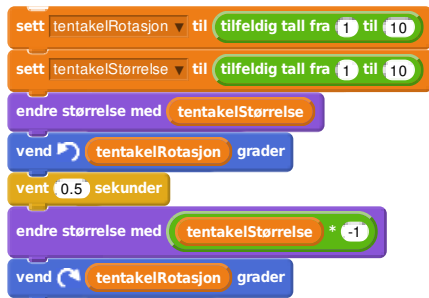 sett tentakelRotasjon til tilfeldig tall fra 1 til 10
sett tentakelStørrelse til tilfeldig tall fra 1 til 10
endre størrelse med tentakelStørrelse
vend tentakelRotasjon grader
vent 0.5 sekunder
endre størrelse med tentakelStørrelse * -1
vend tentakelRotasjon grader